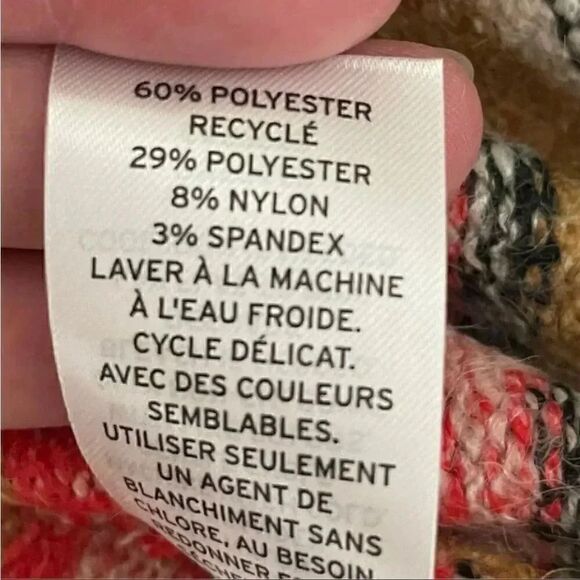 60% POLYESTER
RECYCLÉ
29% POLYESTER
8% NYLON
3% SPANDEX
LAVER À LA MACHINE
À L'EAU FROIDE.
CYCLE DÉLICAT.
AVEC DES COULEURS
SEMBLABLES.
UTILISER SEULEMENT
UN AGENT DE
BLANCHIMENT SANS
CHLORE, AU BESOIN
REDONNER